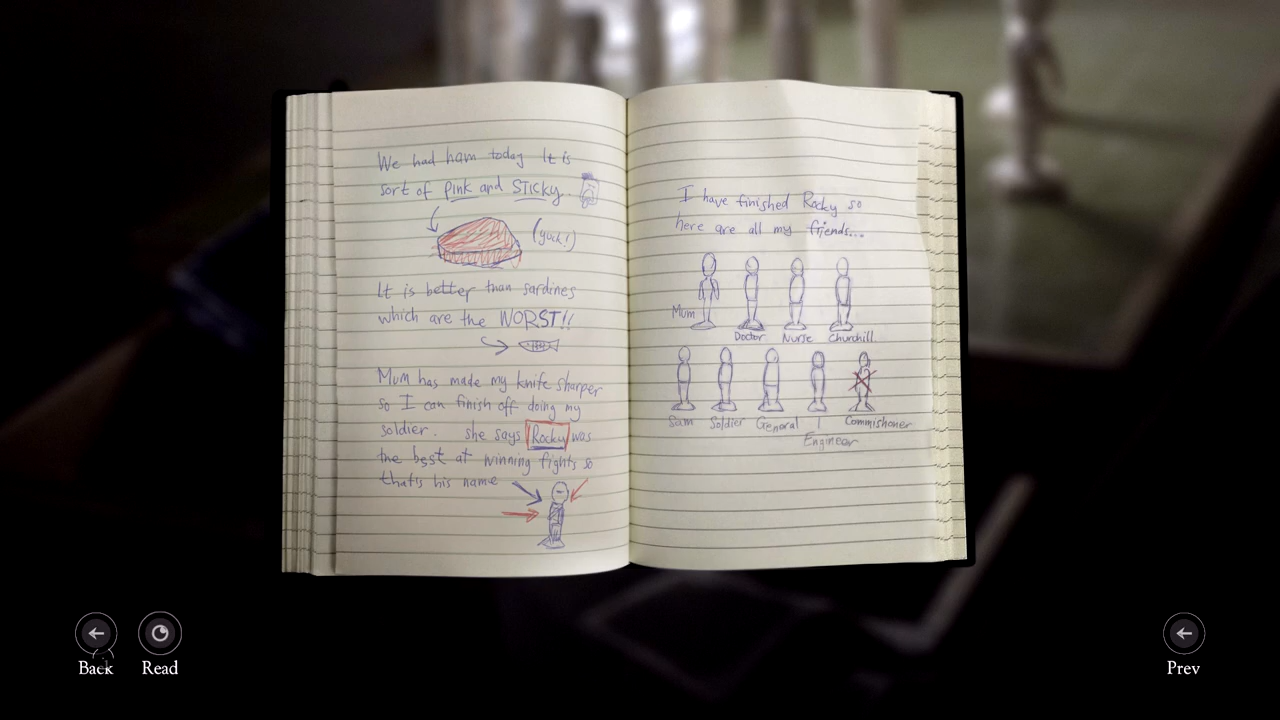 We had ham today It is
sort of Pink and STICKY.
(yuck!)
It is better than sardines
which are the WORST!!
Mum has made my knife sharper
so I can finish off doing my
soldier. she says Rocky was
the best at winning fights so
that's his name
I have finished Rocky so
here are all my friends...
Mum
Doctor Nurse Churchill
Sam Soldier General | Commishoner
Engineer
Back
Read
Prev